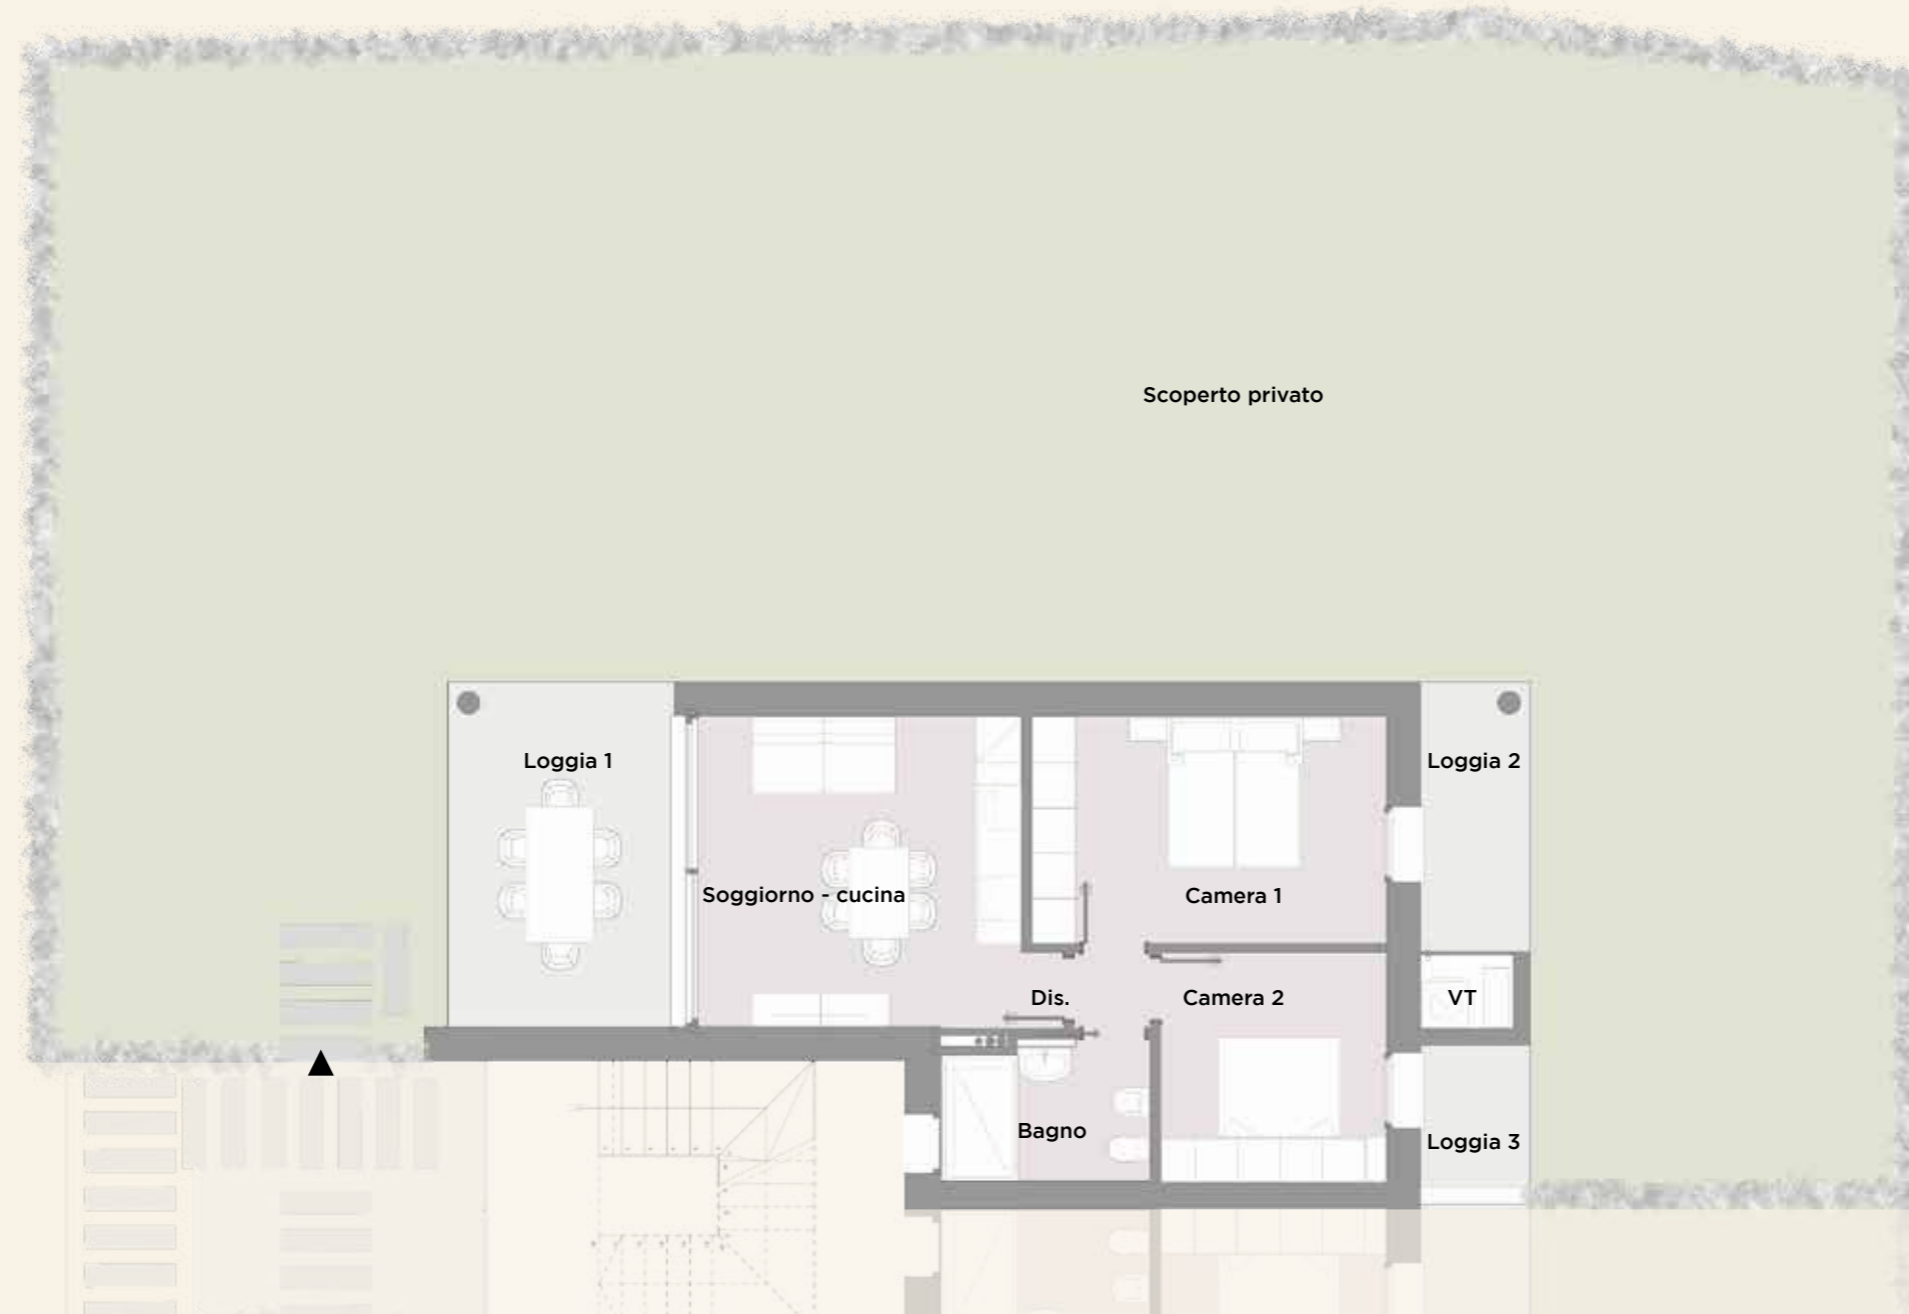 Scoperto privato
Loggia 1
Loggia 2
Soggiorno - cucina
Camera 1
Dis.
Camera 2
VT
Bagno
Loggia 3